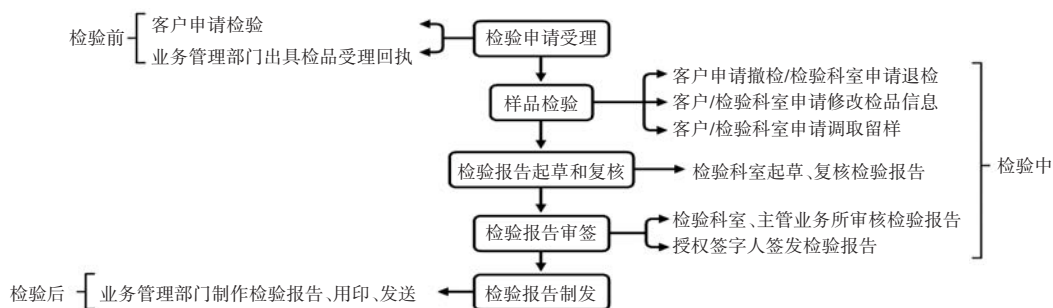 检验前
客户申请检验
业务管理部门出具检品受理回执
检验申请受理
样品检验
客户申请撤检/检验科室申请退检
客户/检验科室申请修改检品信息
客户/检验科室申请调取留样
检验报告起草和复核
检验科室起草、复核检验报告
检验中
检验报告审签
检验科室、主管业务所审核检验报告
授权签字人签发检验报告
检验后
业务管理部门制作检验报告、用印、发送
检验报告制发